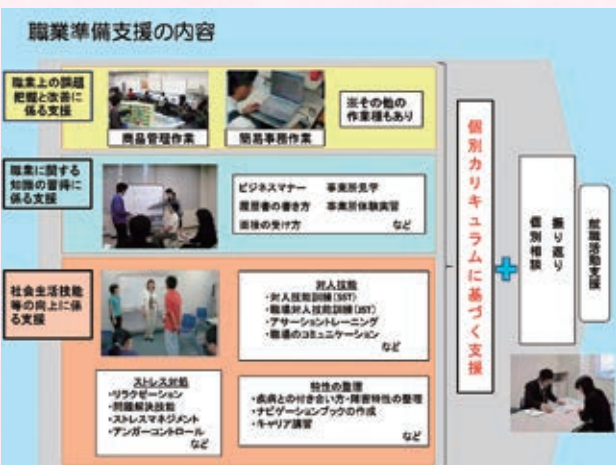 職業準備支援の内容
職業上の課題
把握と改善に
係る支援
商品管理作業
簡易事務作業
※その他の
作業種もあり
職業に関する
知識の習得に
係る支援
ビジネスマナー 事業所見学
履歴書の書き方 事業所体験実習
面接の受け方 など
社会生活技能
等の向上に係
る支援
対人技能
・対人技能訓練(SST)
・職場対人技能訓練(JST)
・アサーショントレーニング
・職場のコミュニケーション
など
ストレス対処
・リラクゼーション
・問題解決技能
・ストレスマネジメント
・アンガーコントロール
など
特性の整理
・疾病との付き合い方・障害特性の整理
・ナビゲーションブックの作成
・キャリア講習
など
個別カリキュラムに基づく支援
振り返り
個別相談
就職活動支援